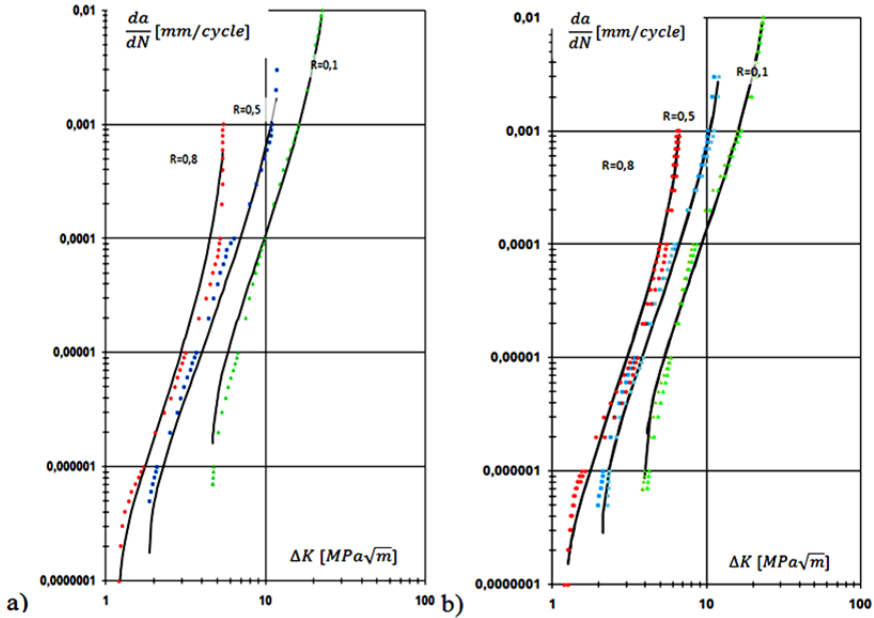 0,01
da/dN [mm/cycle]
R=0,1
R=0,5
0,001
R=0,8
0,0001
0,00001
0,000001
ΔK [MPa√m]
0,0000001
1
10
100
a)
0,01
da/dN [mm/cycle]
R=0,1
R=0,5
0,001
R=0,8
0,0001
0,00001
0,000001
ΔK [MPa√m]
0,0000001
1
10
100
b)